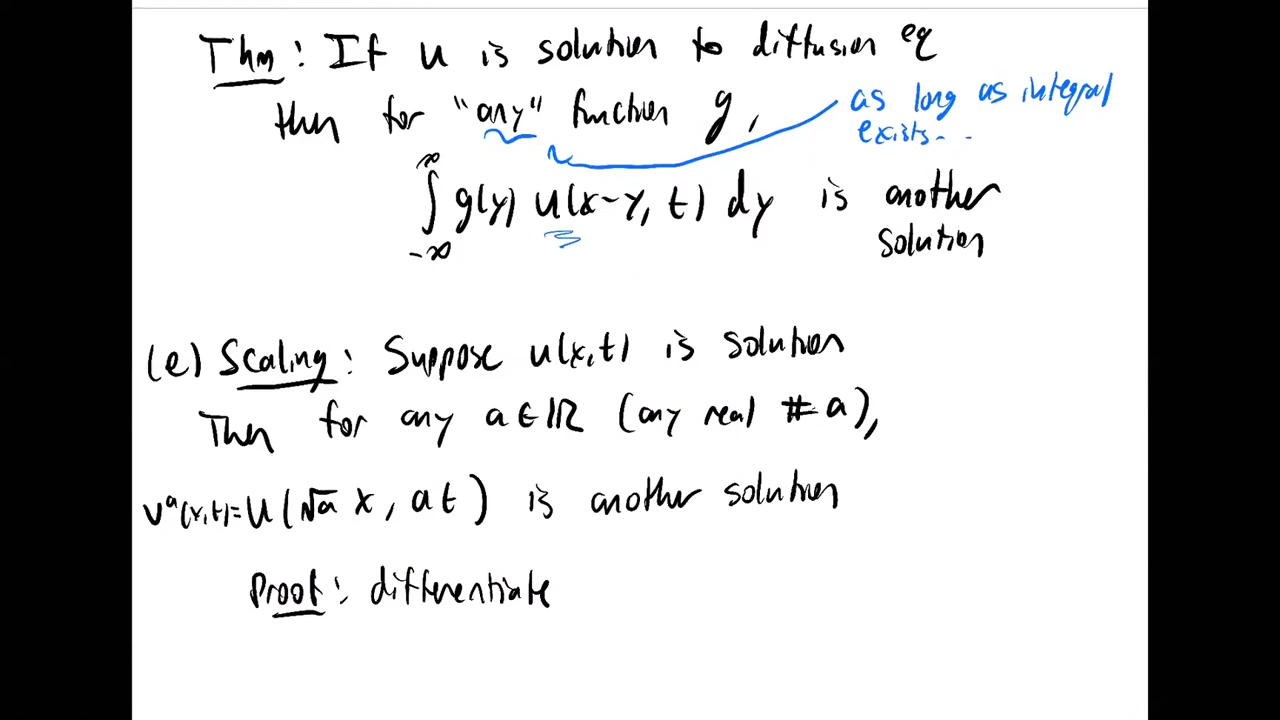 Thm: If u is solution to diffusion eq
then for "any" function g,
as long as integral
exists...
∫_{-∞}^{∞} g(y) u(x-y, t) dy is another
solution
(e) Scaling: Suppose u(x,t) is solution
Then for any a∈ℝ (any real # a),
v^a(x,t)=u(√a x, at) is another solution
Proof: differentiate